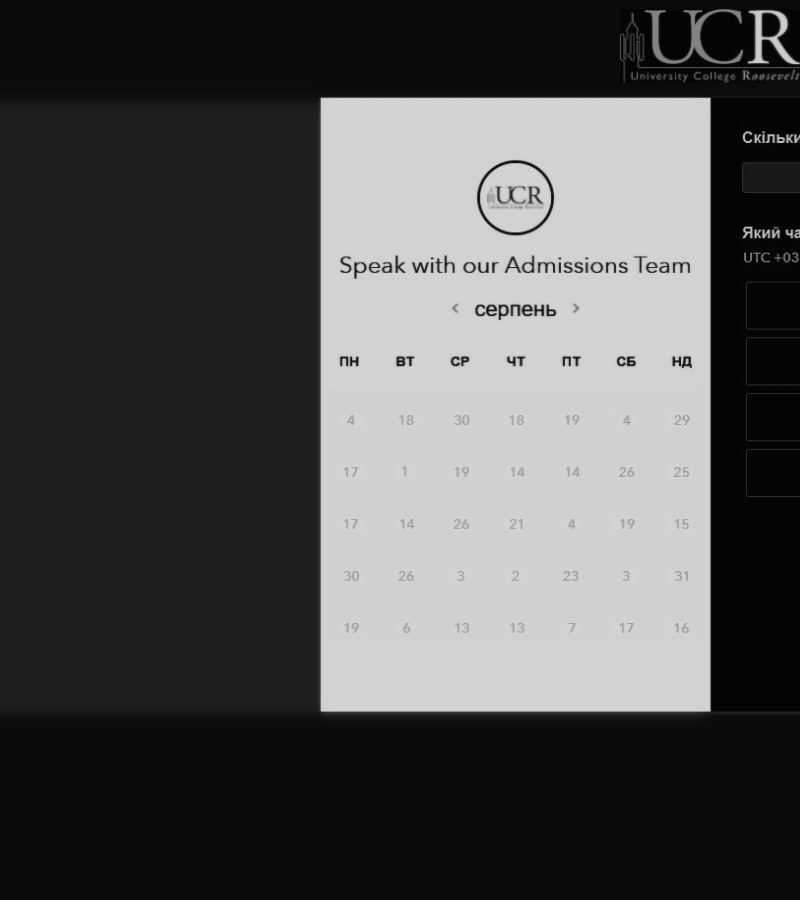 UCR
University College Roosevelt
UCR
Speak with our Admissions Team
< серпень >
ПН ВТ СР ЧТ ПТ СБ НД
4 18 30 18 19 4 29
17 1 19 14 14 26 25
17 14 26 21 4 19 15
30 26 3 2 23 3 31
19 6 13 13 7 17 16
Скільки
Який ча
UTC +03